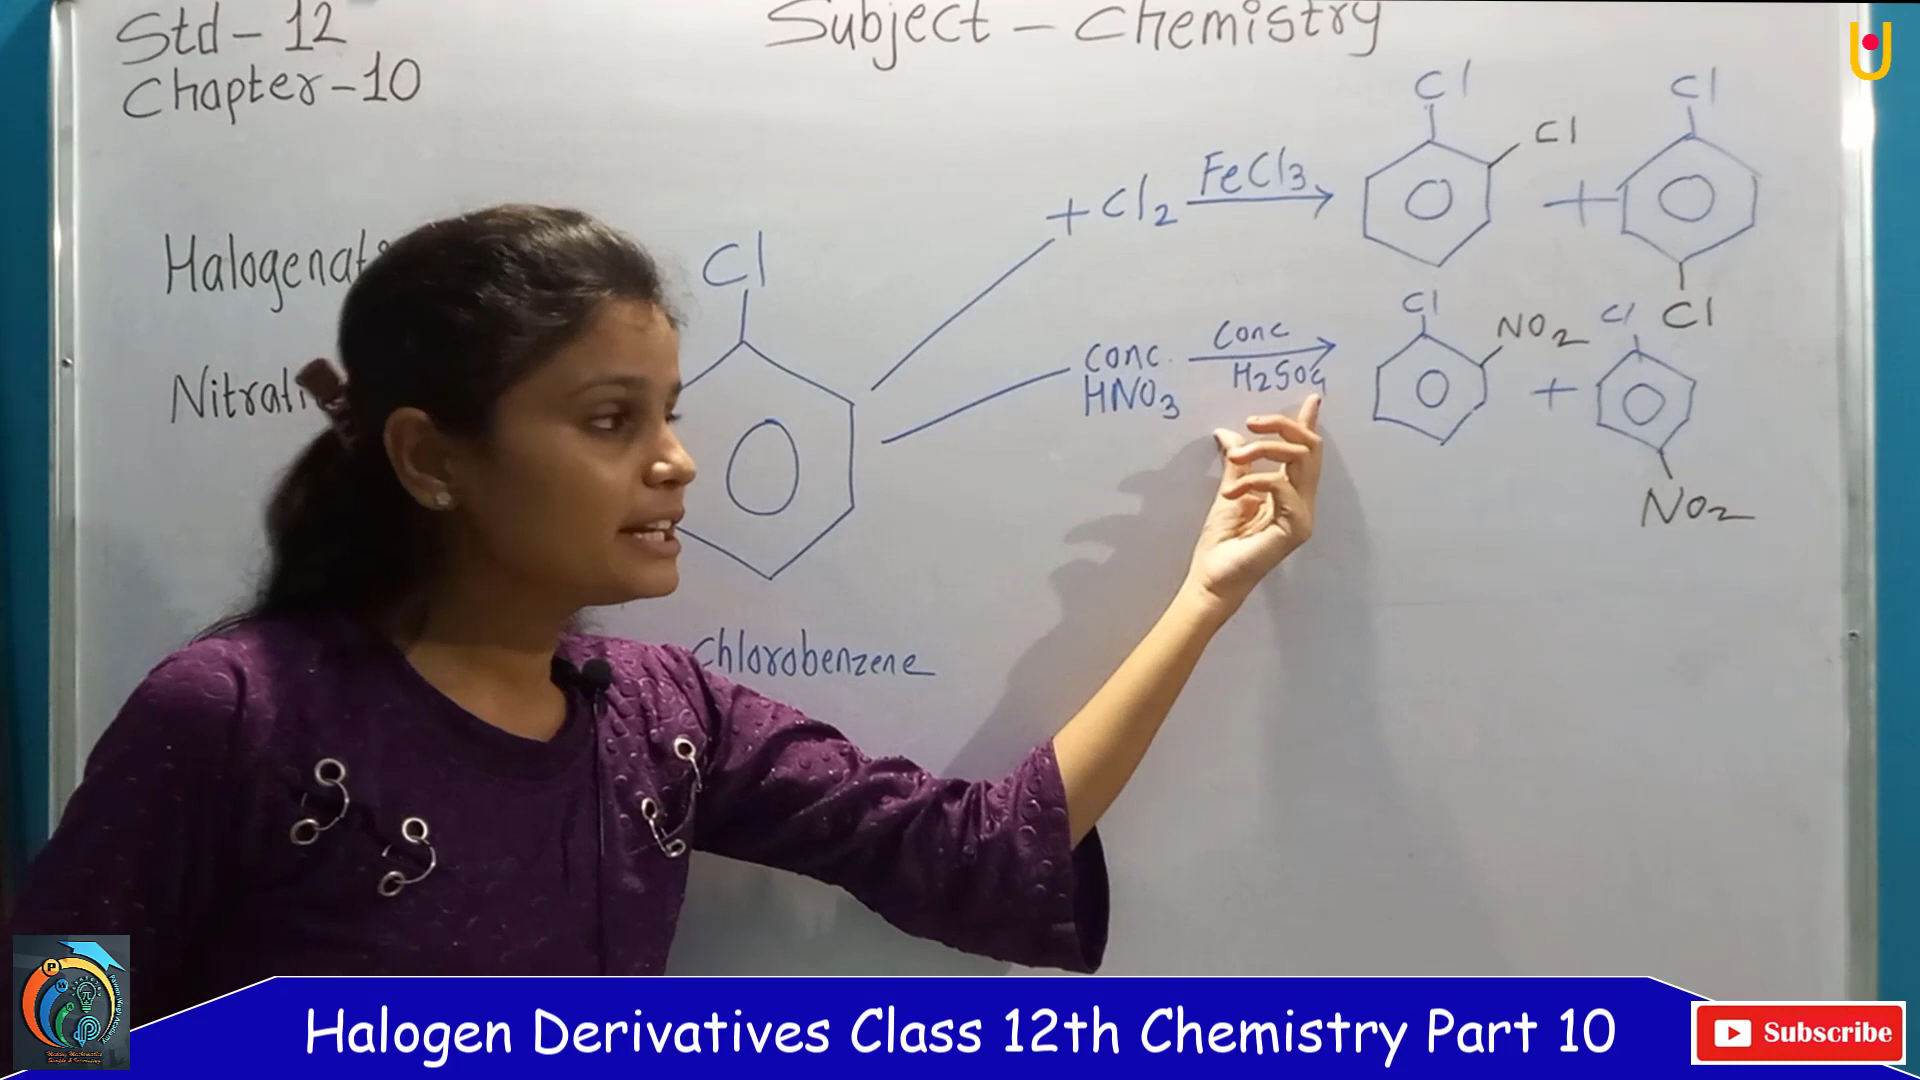 Std - 12
Subject - Chemistry
Chapter - 10
Cl
Cl
Cl
+ Cl2
FeCl3
+
Cl
Halogenati
Cl
Cl
NO2
Cl
conc.
HNO3
Conc
H2SO4
+
NO2
Nitrati
Chlorobenzene
Halogen Derivatives Class 12th Chemistry Part 10
Subscribe